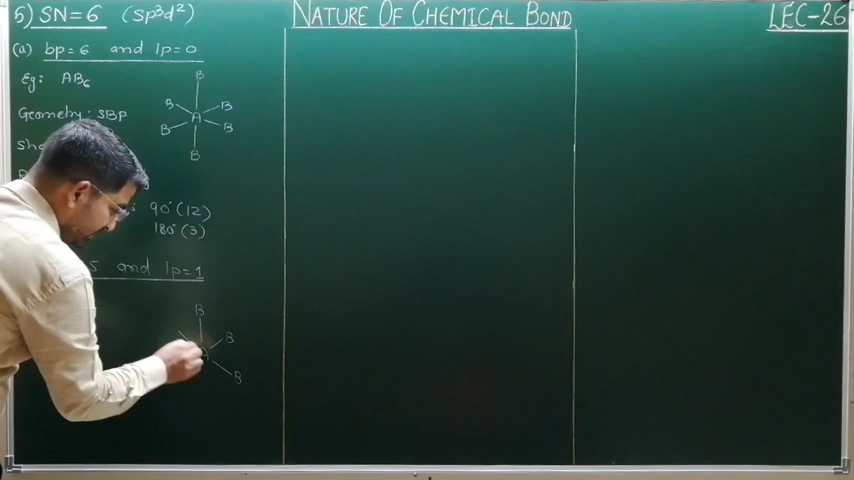 NATURE OF CHEMICAL BOND
LEC-26
5) SN=6 (sp³d²)
(a) bp=6 and lp=0
Eg: AB₆
Geometry: SBP
B
B B
A
B B
B
90° (12)
180° (3)
5 and lp=1
B
B
B